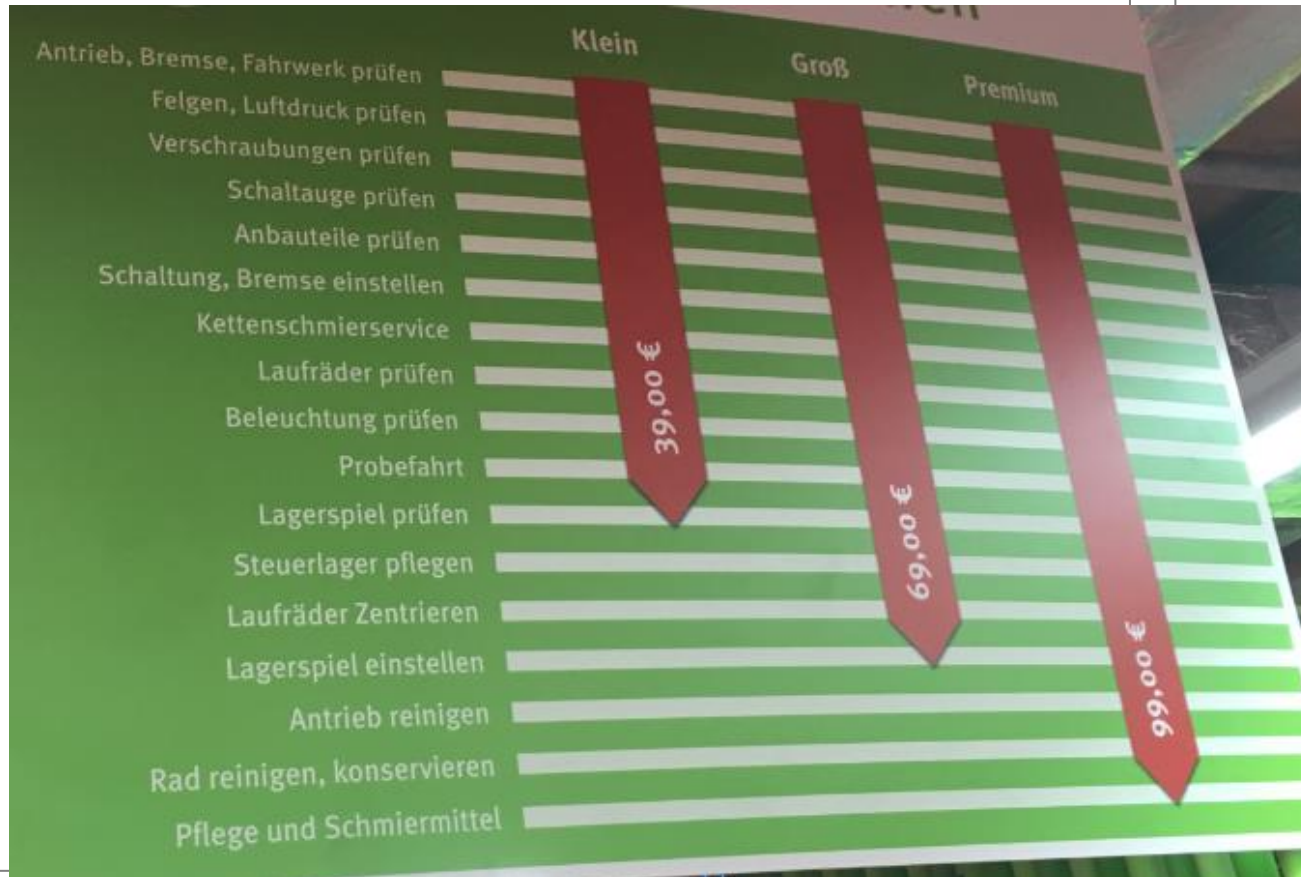 Klein
Groß
Premium
Antrieb, Bremse, Fahrwerk prüfen
Felgen, Luftdruck prüfen
Verschraubungen prüfen
Schaltauge prüfen
Anbauteile prüfen
Schaltung, Bremse einstellen
Kettenschmierservice
Laufräder prüfen
Beleuchtung prüfen
Probefahrt
Lagerspiel prüfen
Steuerlager pflegen
Laufräder Zentrieren
Lagerspiel einstellen
Antrieb reinigen
Rad reinigen, konservieren
Pflege und Schmiermittel
39,00 €
69,00 €
99,00 €